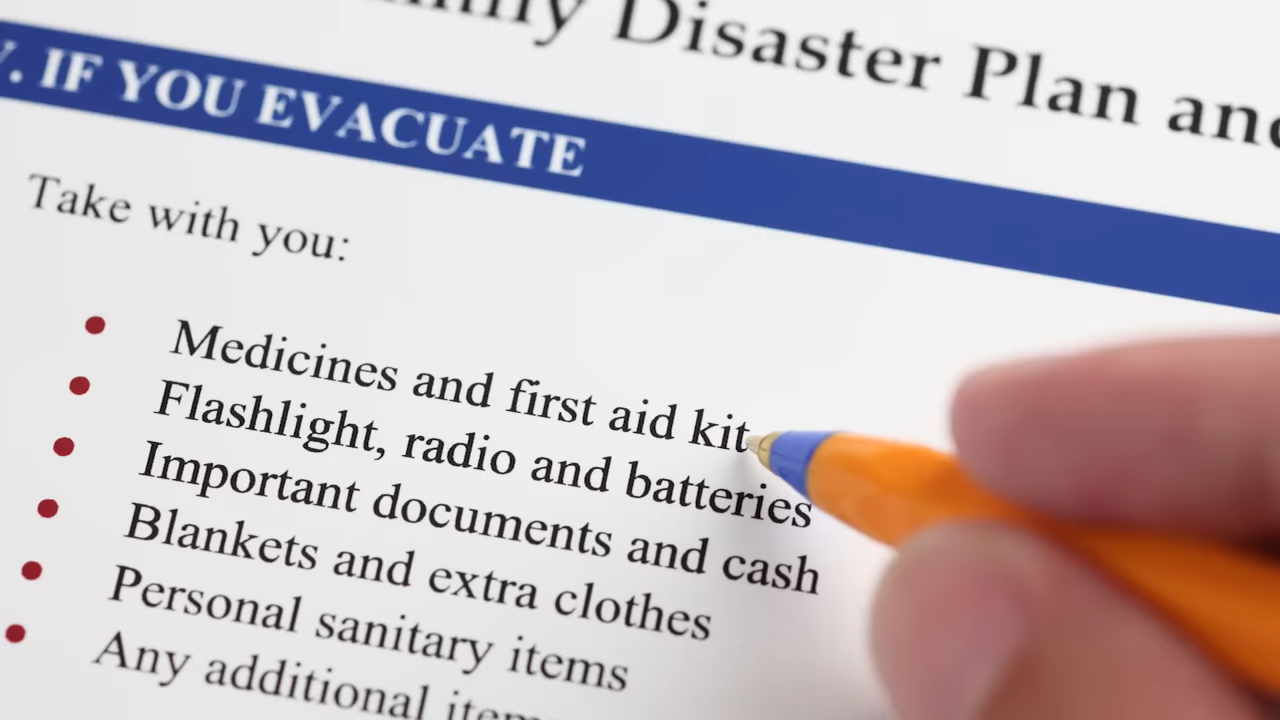 Disaster Plan and
. IF YOU EVACUATE
Take with you:
Medicines and first aid kit
Flashlight, radio and batteries
Important documents and cash
Blankets and extra clothes
Personal sanitary items
Any additional